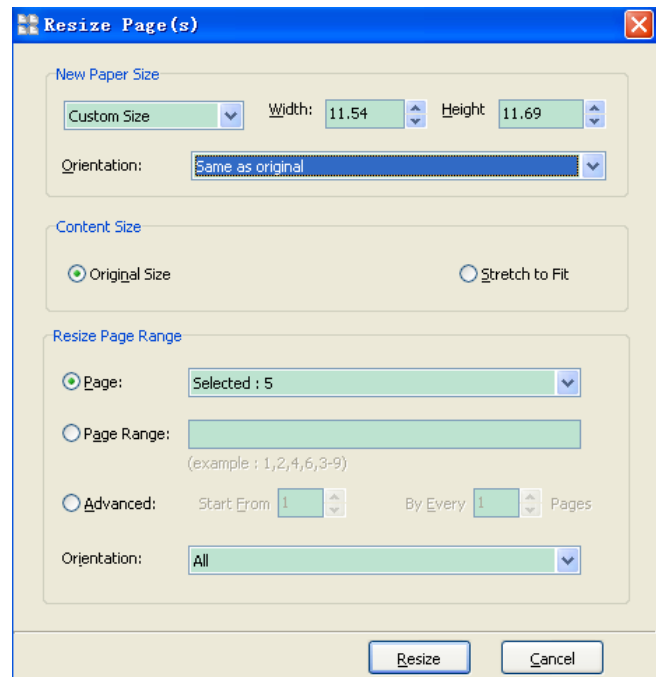 Resize Page(s)
New Paper Size
Custom Size Width: 11.54 Height 11.69
Orientation: Same as original
Content Size
Original Size Stretch to Fit
Resize Page Range
Page: Selected : 5
Page Range:
(example : 1,2,4,6,3-9)
Advanced: Start From 1 By Every 1 Pages
Orientation: All
Resize Cancel